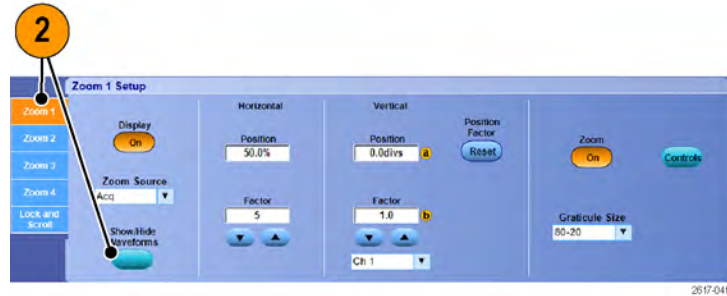 2
Zoom 1 Setup
Zoom 1
Zoom 2
Zoom 3
Zoom 4
Lock and
Scroll
Display
On
Zoom Source
Acq
Show/Hide
Waveforms
Horizontal
Position
50.0%
Factor
5
Vertical
Position
0.0divs
a
Factor
1.0
b
Ch 1
Position
Factor
Reset
Zoom
On
Controls
Graticule Size
80-20